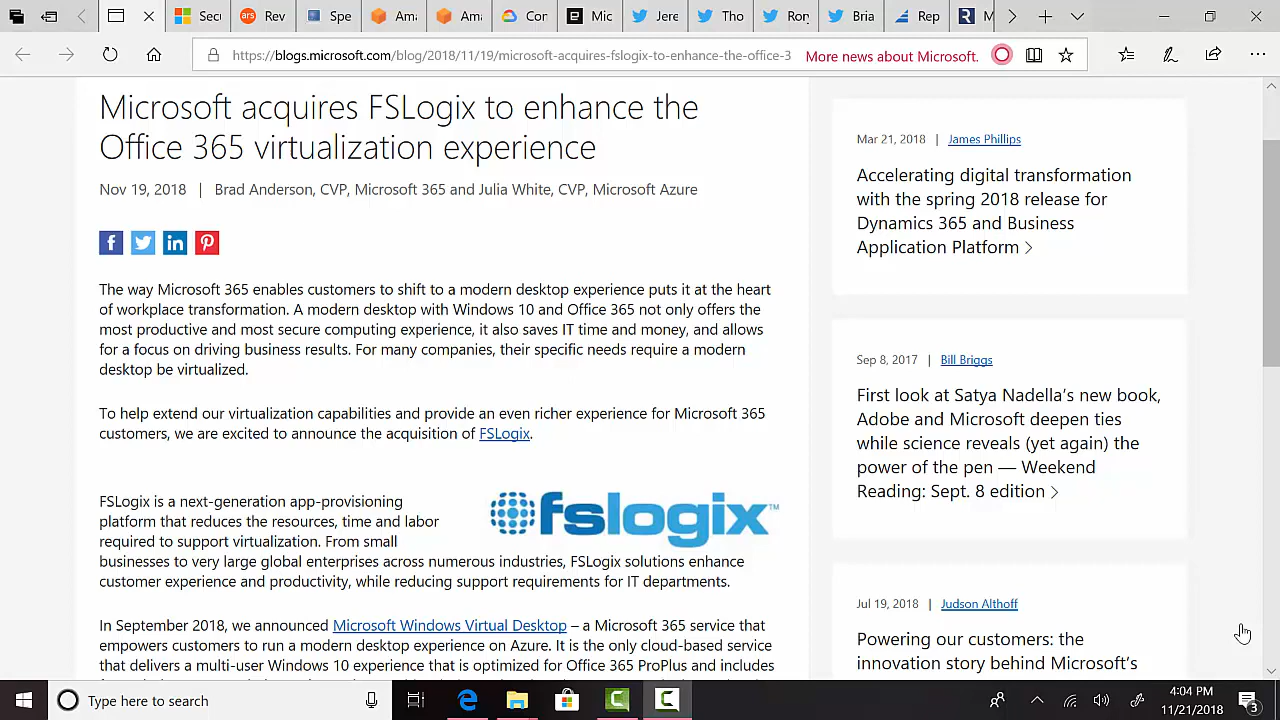 Sec
Rev
Spe
Ama
Ama
Con
Mic
Jere
Tho
Rory
Bria
Rep
M
https://blogs.microsoft.com/blog/2018/11/19/microsoft-acquires-fslogix-to-enhance-the-office-3
More news about Microsoft.
Microsoft acquires FSLogix to enhance the
Office 365 virtualization experience
Nov 19, 2018 | Brad Anderson, CVP, Microsoft 365 and Julia White, CVP, Microsoft Azure
The way Microsoft 365 enables customers to shift to a modern desktop experience puts it at the heart
of workplace transformation. A modern desktop with Windows 10 and Office 365 not only offers the
most productive and most secure computing experience, it also saves IT time and money, and allows
for a focus on driving business results. For many companies, their specific needs require a modern
desktop be virtualized.
To help extend our virtualization capabilities and provide an even richer experience for Microsoft 365
customers, we are excited to announce the acquisition of FSLogix.
FSLogix is a next-generation app-provisioning
platform that reduces the resources, time and labor
required to support virtualization. From small
businesses to very large global enterprises across numerous industries, FSLogix solutions enhance
customer experience and productivity, while reducing support requirements for IT departments.
fslogix™
In September 2018, we announced Microsoft Windows Virtual Desktop – a Microsoft 365 service that
empowers customers to run a modern desktop experience on Azure. It is the only cloud-based service
that delivers a multi-user Windows 10 experience that is optimized for Office 365 ProPlus and includes
Mar 21, 2018 | James Phillips
Accelerating digital transformation
with the spring 2018 release for
Dynamics 365 and Business
Application Platform >
Sep 8, 2017 | Bill Briggs
First look at Satya Nadella's new book,
Adobe and Microsoft deepen ties
while science reveals (yet again) the
power of the pen — Weekend
Reading: Sept. 8 edition >
Jul 19, 2018 | Judson Althoff
Powering our customers: the
innovation story behind Microsoft's
Type here to search
4:04 PM
11/21/2018
3